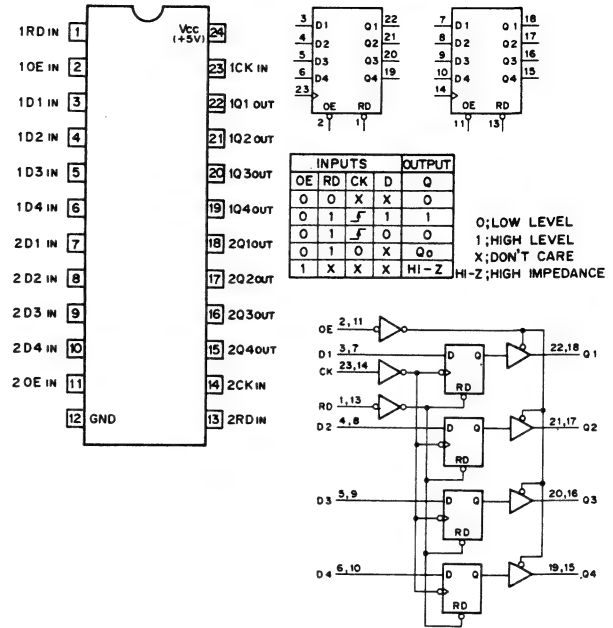 1RD IN 1 Vcc (+5V) 24
1OE IN 2 23 1CK IN
1D1 IN 3 22 1Q1 OUT
1D2 IN 4 21 1Q2 OUT
1D3 IN 5 20 1Q3 OUT
1D4 IN 6 19 1Q4 OUT
2D1 IN 7 18 2Q1 OUT
2D2 IN 8 17 2Q2 OUT
2D3 IN 9 16 2Q3 OUT
2D4 IN 10 15 2Q4 OUT
2OE IN 11 14 2CK IN
12 GND 13 2RD IN
3 D1 Q1 22
4 D2 Q2 21
5 D3 Q3 20
6 D4 Q4 19
23
OE RD
2 1
7 D1 Q1 18
8 D2 Q2 17
9 D3 Q3 16
10 D4 Q4 15
14
OE RD
11 13
INPUTS OUTPUT
OE RD CK D Q
0 0 X X 0
0 1 1 1
0 1 0 0
0 1 0 X Qo
1 X X X HI-Z
0;LOW LEVEL
1;HIGH LEVEL
X;DON'T CARE
HI-Z;HIGH IMPEDANCE
OE 2,11
D1 3,7 D Q 22,18 Q1
CK 23,14
RD
RD 1,13
D2 4,8 D Q 21,17 Q2
RD
D3 5,9 D Q 20,16 Q3
RD
D4 6,10 D Q 19,15 Q4
RD